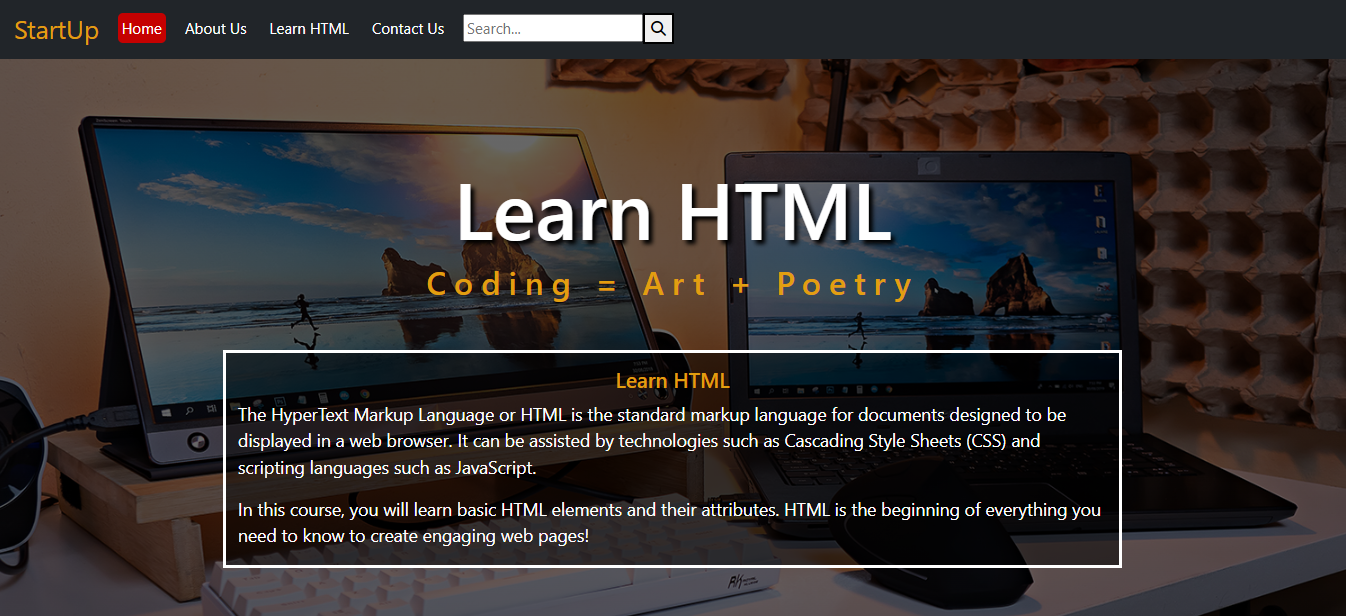 StartUp Home About Us Learn HTML Contact Us Search...
Learn HTML
Coding = Art + Poetry
Learn HTML
The HyperText Markup Language or HTML is the standard markup language for documents designed to be
displayed in a web browser. It can be assisted by technologies such as Cascading Style Sheets (CSS) and
scripting languages such as JavaScript.
In this course, you will learn basic HTML elements and their attributes. HTML is the beginning of everything you
need to know to create engaging web pages!
RK